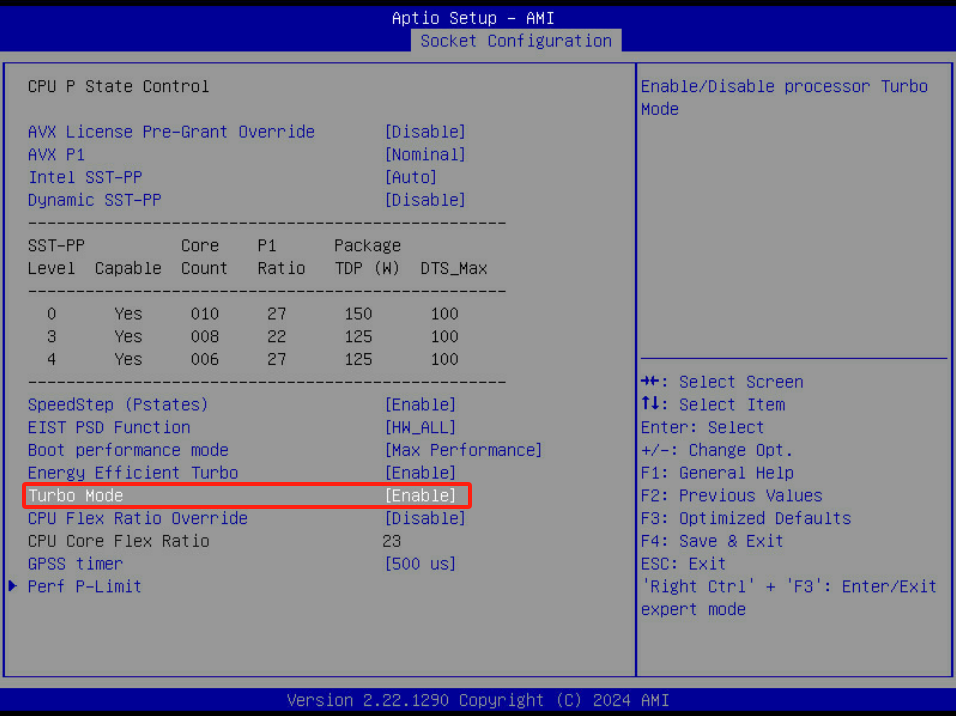 Aptio Setup – AMI
Socket Configuration
CPU P State Control
AVX License Pre-Grant Override [Disable]
AVX P1 [Nominal]
Intel SST-PP [Auto]
Dynamic SST-PP [Disable]
--------------------------------------------------
SST-PP Core P1 Package
Level Capable Count Ratio TDP (W) DTS_Max
--------------------------------------------------
0 Yes 010 27 150 100
3 Yes 008 22 125 100
4 Yes 006 27 125 100
--------------------------------------------------
SpeedStep (Pstates) [Enable]
EIST PSD Function [HW_ALL]
Boot performance mode [Max Performance]
Energy Efficient Turbo [Enable]
Turbo Mode [Enable]
CPU Flex Ratio Override [Disable]
CPU Core Flex Ratio 23
GPSS timer [500 us]
Perf P-Limit
Enable/Disable processor Turbo
Mode
→←: Select Screen
↑↓: Select Item
Enter: Select
+/-: Change Opt.
F1: General Help
F2: Previous Values
F3: Optimized Defaults
F4: Save & Exit
ESC: Exit
'Right Ctrl' + 'F3': Enter/Exit
expert mode
Version 2.22.1290 Copyright (C) 2024 AMI